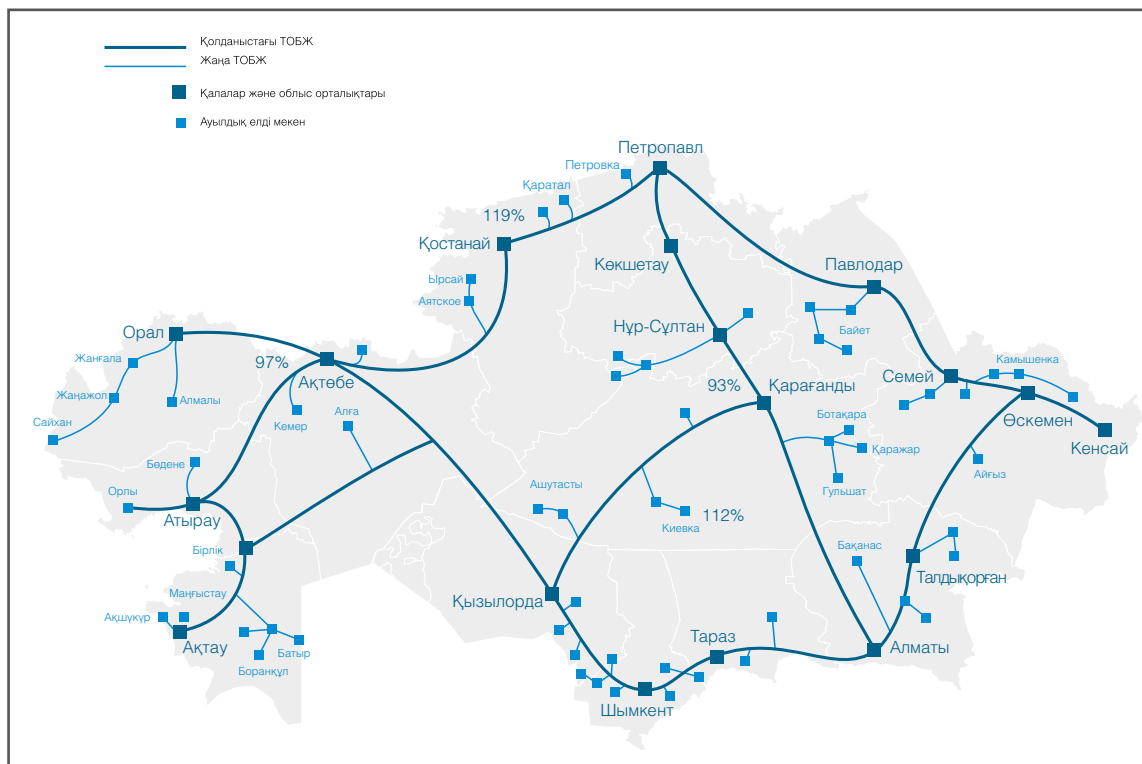 Қолданыстағы ТОБЖ
Жаңа ТОБЖ
Қалалар және облыс орталықтары
Ауылдық елді мекен
Петропавл
Петровка
Қаратал
119%
Қостанай
Көкшетау
Павлодар
Ырсай
Аятское
Орал
Нұр-Сұлтан
Байет
Жанғала
97%
Ақтөбе
Камышенка
Семей
93%
Қарағанды
Жаңажол
Алмалы
Алға
Ботақара
Өскемен
Сайхан
Кемер
Қаражар
Кенсай
Бөдене
Айғыз
Орлы
Ашутасты
Гульшат
Атырау
Киевка
112%
Бірлік
Бақанас
Талдықорған
Маңғыстау
Қызылорда
Ақшүкүр
Тараз
Ақтау
Батыр
Алматы
Боранқұл
Шымкент